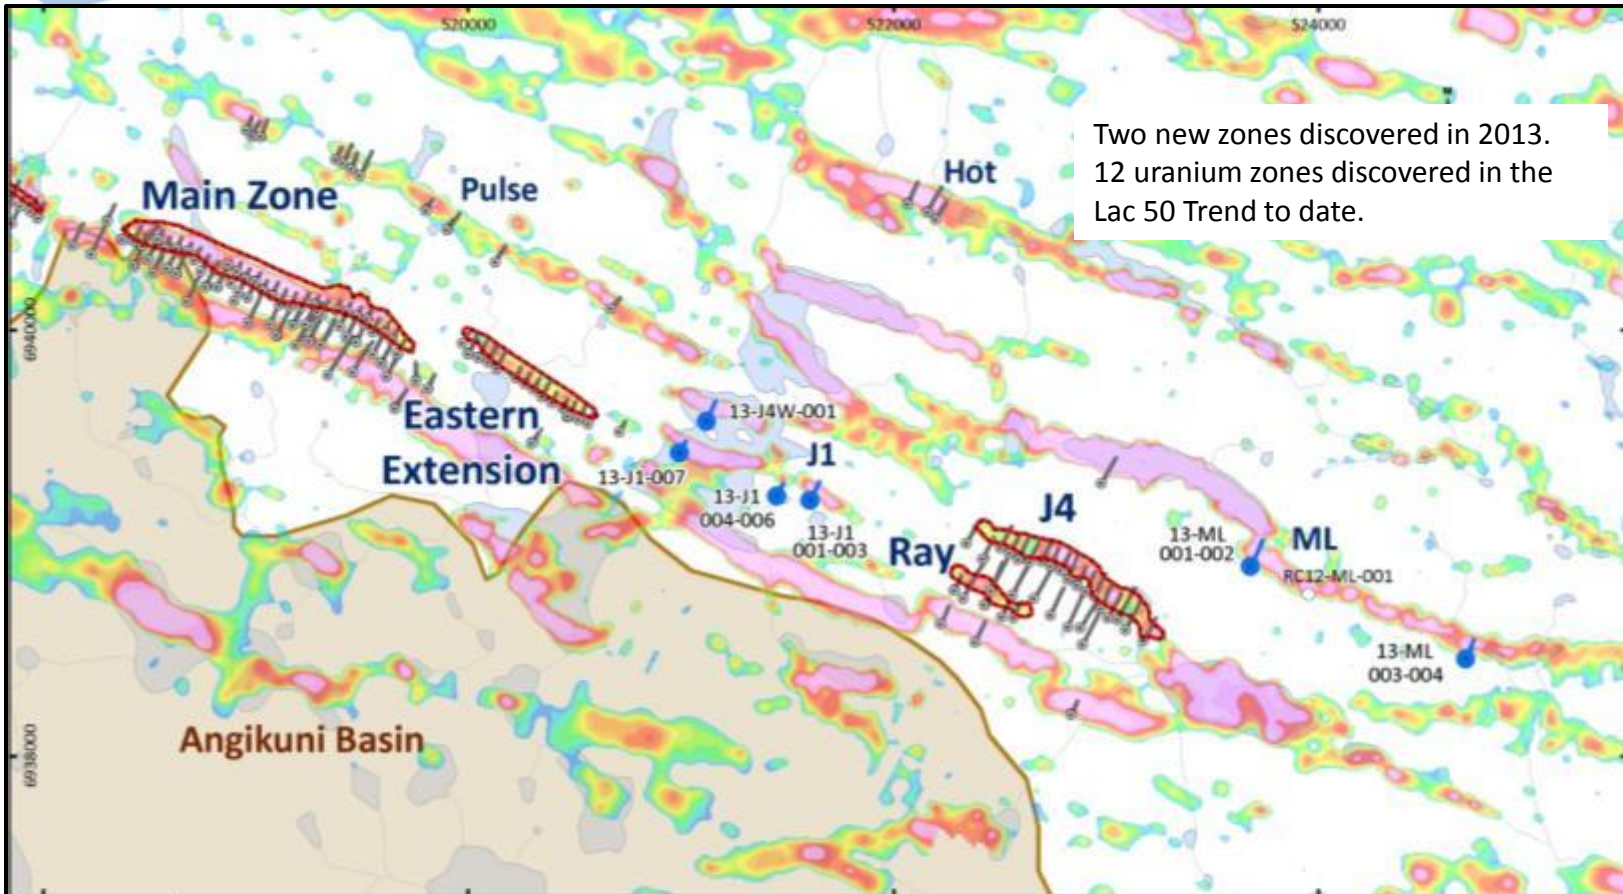 520000
522000
524000
Two new zones discovered in 2013.
12 uranium zones discovered in the
Lac 50 Trend to date.
Hot
Main Zone
Pulse
6940000
Eastern
Extension
13-J4W-001
J1
13-J1-007
13-J1
004-006
13-J1
001-003
J4
Ray
13-ML
001-002
ML
RC12-ML-001
13-ML
003-004
Angikuni Basin
6938000